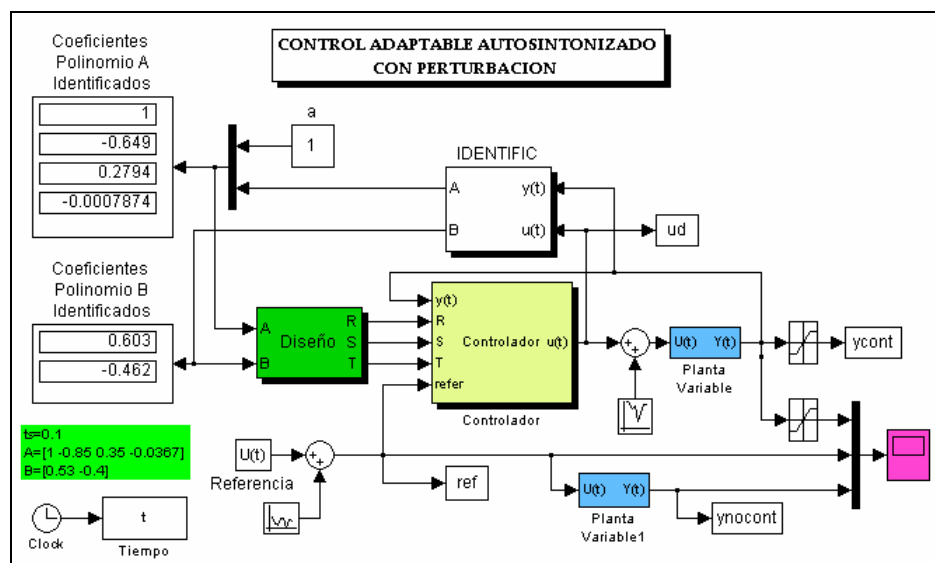 CONTROL ADAPTABLE AUTOSINTONIZADO
CON PERTURBACION
Coeficientes
Polinomio A
Identificados
1
-0.649
0.2794
-0.0007874
a
1
IDENTIFIC
A
y(t)
B
u(t)
ud
Coeficientes
Polinomio B
Identificados
0.603
-0.462
A
B
Diseño
R
S
T
y(t)
R
S
T
refer
Controlador
u(t)
Controlador
+
+
U(t)
Y(t)
Planta
Variable
ycont
ts=0.1
A=[1 -0.85 0.35 -0.0367]
B=[0.53 -0.4]
U(t)
Referencia
+
+
ref
U(t)
Y(t)
Planta
Variable1
ynocont
Clock
t
Tiempo